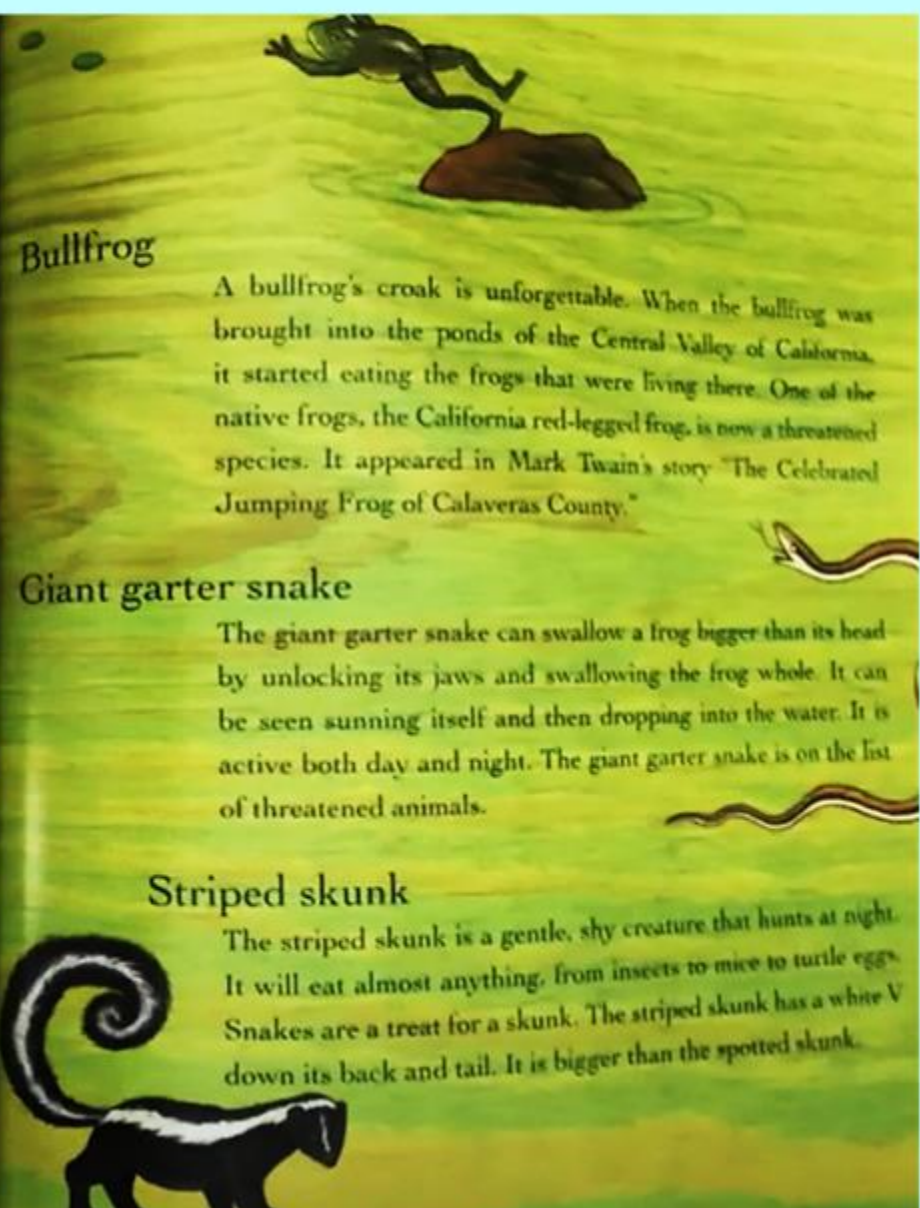 Bullfrog
A bullfrog's croak is unforgettable. When the bullfrog was
brought into the ponds of the Central Valley of California,
it started eating the frogs that were living there. One of the
native frogs, the California red-legged frog, is now a threatened
species. It appeared in Mark Twain's story "The Celebrated
Jumping Frog of Calaveras County."
Giant garter snake
The giant garter snake can swallow a frog bigger than its head
by unlocking its jaws and swallowing the frog whole. It can
be seen sunning itself and then dropping into the water. It is
active both day and night. The giant garter snake is on the list
of threatened animals.
Striped skunk
The striped skunk is a gentle, shy creature that hunts at night.
It will eat almost anything, from insects to mice to turtle eggs.
Snakes are a treat for a skunk. The striped skunk has a white V
down its back and tail. It is bigger than the spotted skunk.